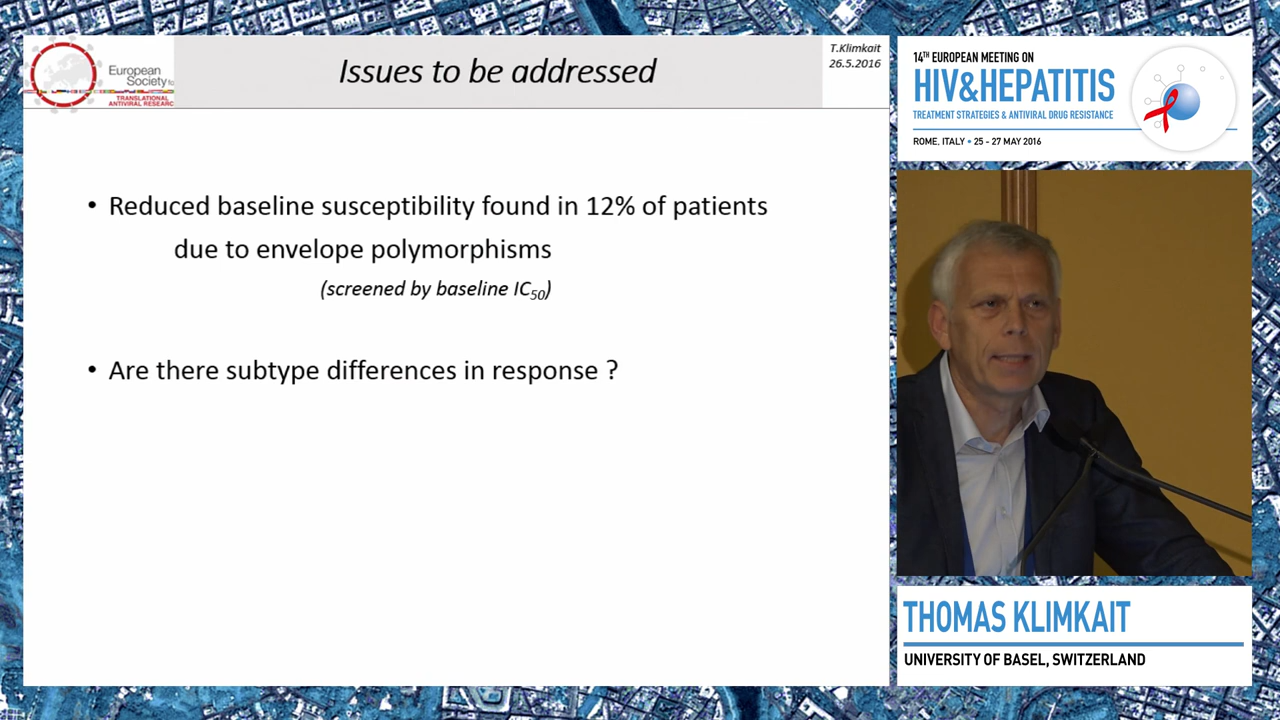 European
Society fo
TRANSLATIONAL
ANTIVIRAL RESEARC
Issues to be addressed
T.Klimkait
26.5.2016
• Reduced baseline susceptibility found in 12% of patients
due to envelope polymorphisms
(screened by baseline IC50)
• Are there subtype differences in response ?
14TH EUROPEAN MEETING ON
HIV&HEPATITIS
TREATMENT STRATEGIES & ANTIVIRAL DRUG RESISTANCE
ROME, ITALY • 25 - 27 MAY 2016
THOMAS KLIMKAIT
UNIVERSITY OF BASEL, SWITZERLAND